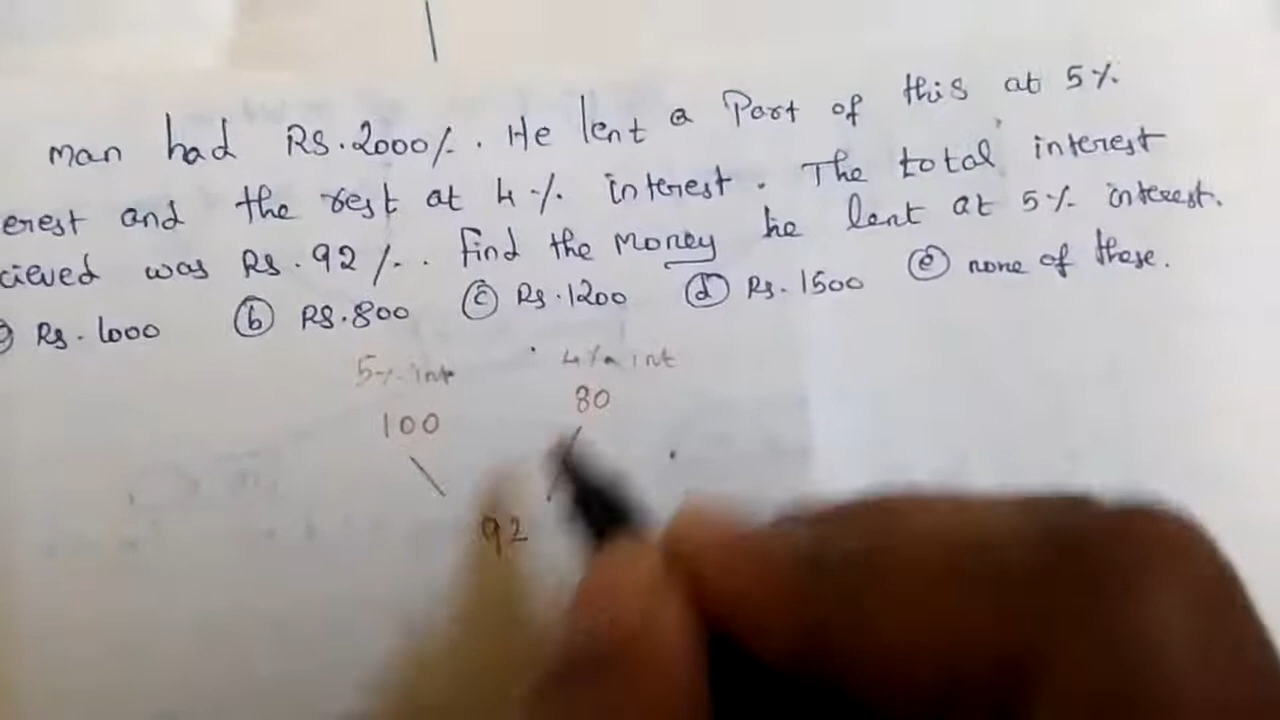 man had Rs.2000/-. He lent a Part of this at 5%
erest and the rest at 4% interest. The total interest
cieved was Rs.92/-. Find the Money he lent at 5% interest.
Rs.1000 (b) Rs.800 (c) Rs.1200 (d) Rs.1500 (e) none of these.
5% int 4% int
100 80
92